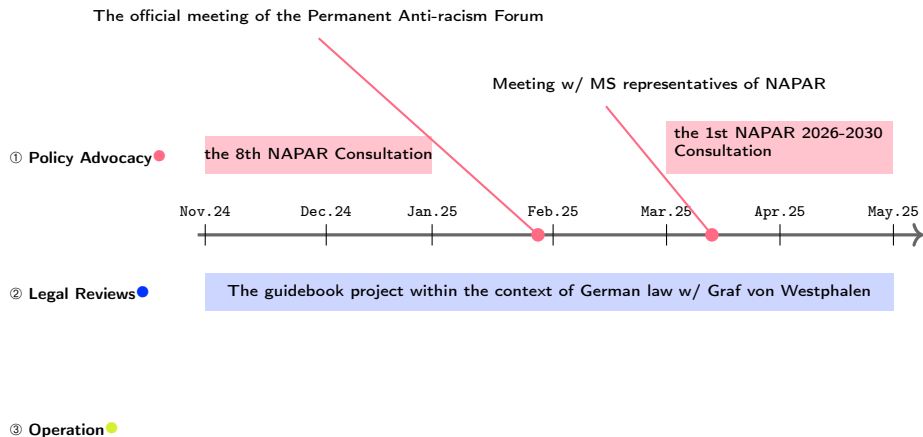 The official meeting of the Permanent Anti-racism Forum
Meeting w/ MS representatives of NAPAR
① Policy Advocacy
the 8th NAPAR Consultation
the 1st NAPAR 2026-2030
Consultation
Nov.24 Dec.24 Jan.25 Feb.25 Mar.25 Apr.25 May.25
② Legal Reviews
The guidebook project within the context of German law w/ Graf von Westphalen
③ Operation